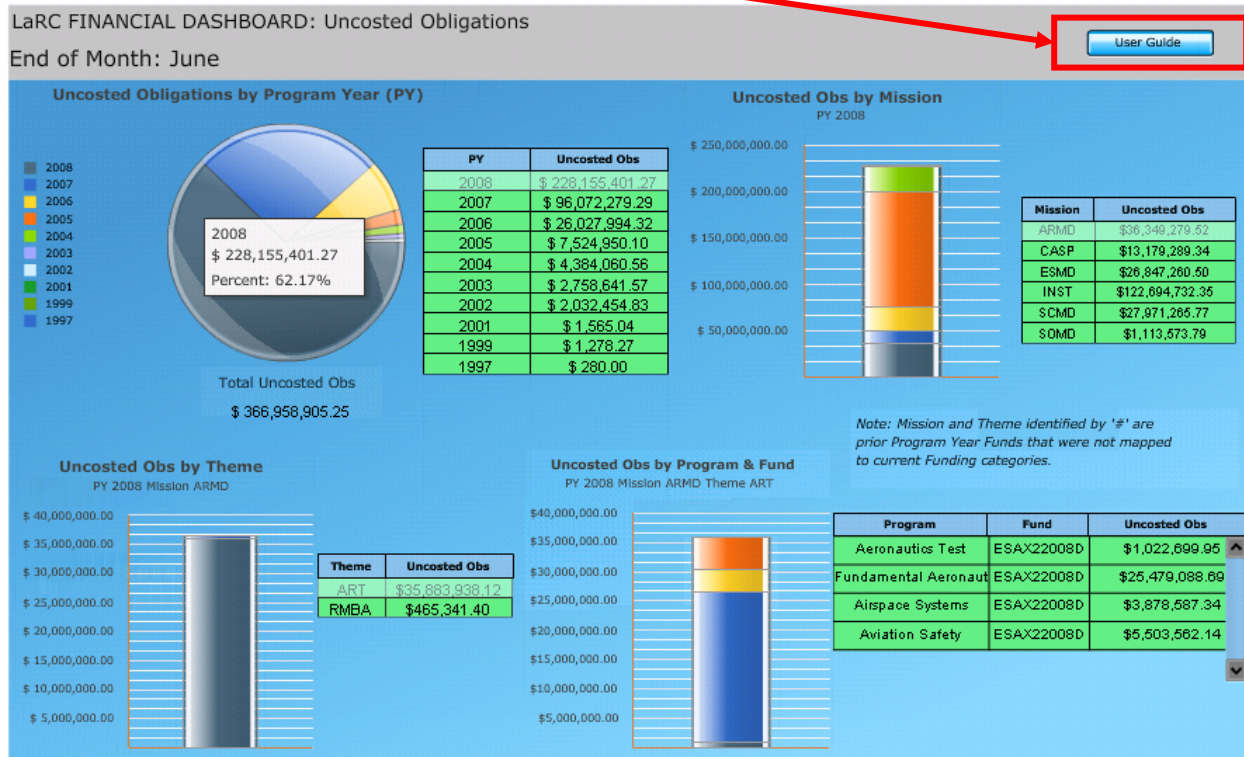 LaRC FINANCIAL DASHBOARD: Uncosted Obligations
End of Month: June
User Guide
Uncosted Obligations by Program Year (PY)
2008
2007
2006
2005
2004
2003
2002
2001
1999
1997
2008
$ 228,155,401.27
Percent: 62.17%
Total Uncosted Obs
$ 366,958,905.25
PY Uncosted Obs
2008 $ 228,155,401.27
2007 $ 96,072,279.29
2006 $ 26,027,994.32
2005 $ 7,524,950.10
2004 $ 4,384,060.56
2003 $ 2,758,641.57
2002 $ 2,032,454.83
2001 $ 1,565.04
1999 $ 1,278.27
1997 $ 280.00
Uncosted Obs by Mission
PY 2008
$ 250,000,000.00
$ 200,000,000.00
$ 150,000,000.00
$ 100,000,000.00
$ 50,000,000.00
Mission Uncosted Obs
ARMD $36,349,279.52
CASP $13,179,289.34
ESMD $26,847,260.50
INST $122,694,732.35
SCMD $27,971,265.77
SOMD $1,113,573.79
Note: Mission and Theme identified by '#' are
prior Program Year Funds that were not mapped
to current Funding categories.
Uncosted Obs by Theme
PY 2008 Mission ARMD
$ 40,000,000.00
$ 35,000,000.00
$ 30,000,000.00
$ 25,000,000.00
$ 20,000,000.00
$ 15,000,000.00
$ 10,000,000.00
$ 5,000,000.00
Theme Uncosted Obs
ART $35,883,938.12
RMBA $465,341.40
Uncosted Obs by Program & Fund
PY 2008 Mission ARMD Theme ART
$40,000,000.00
$35,000,000.00
$30,000,000.00
$25,000,000.00
$20,000,000.00
$15,000,000.00
$10,000,000.00
$5,000,000.00
Program Fund Uncosted Obs
Aeronautics Test ESAX22008D $1,022,699.95
Fundamental Aeronaut ESAX22008D $25,479,088.69
Airspace Systems ESAX22008D $3,878,587.34
Aviation Safety ESAX22008D $5,503,562.14